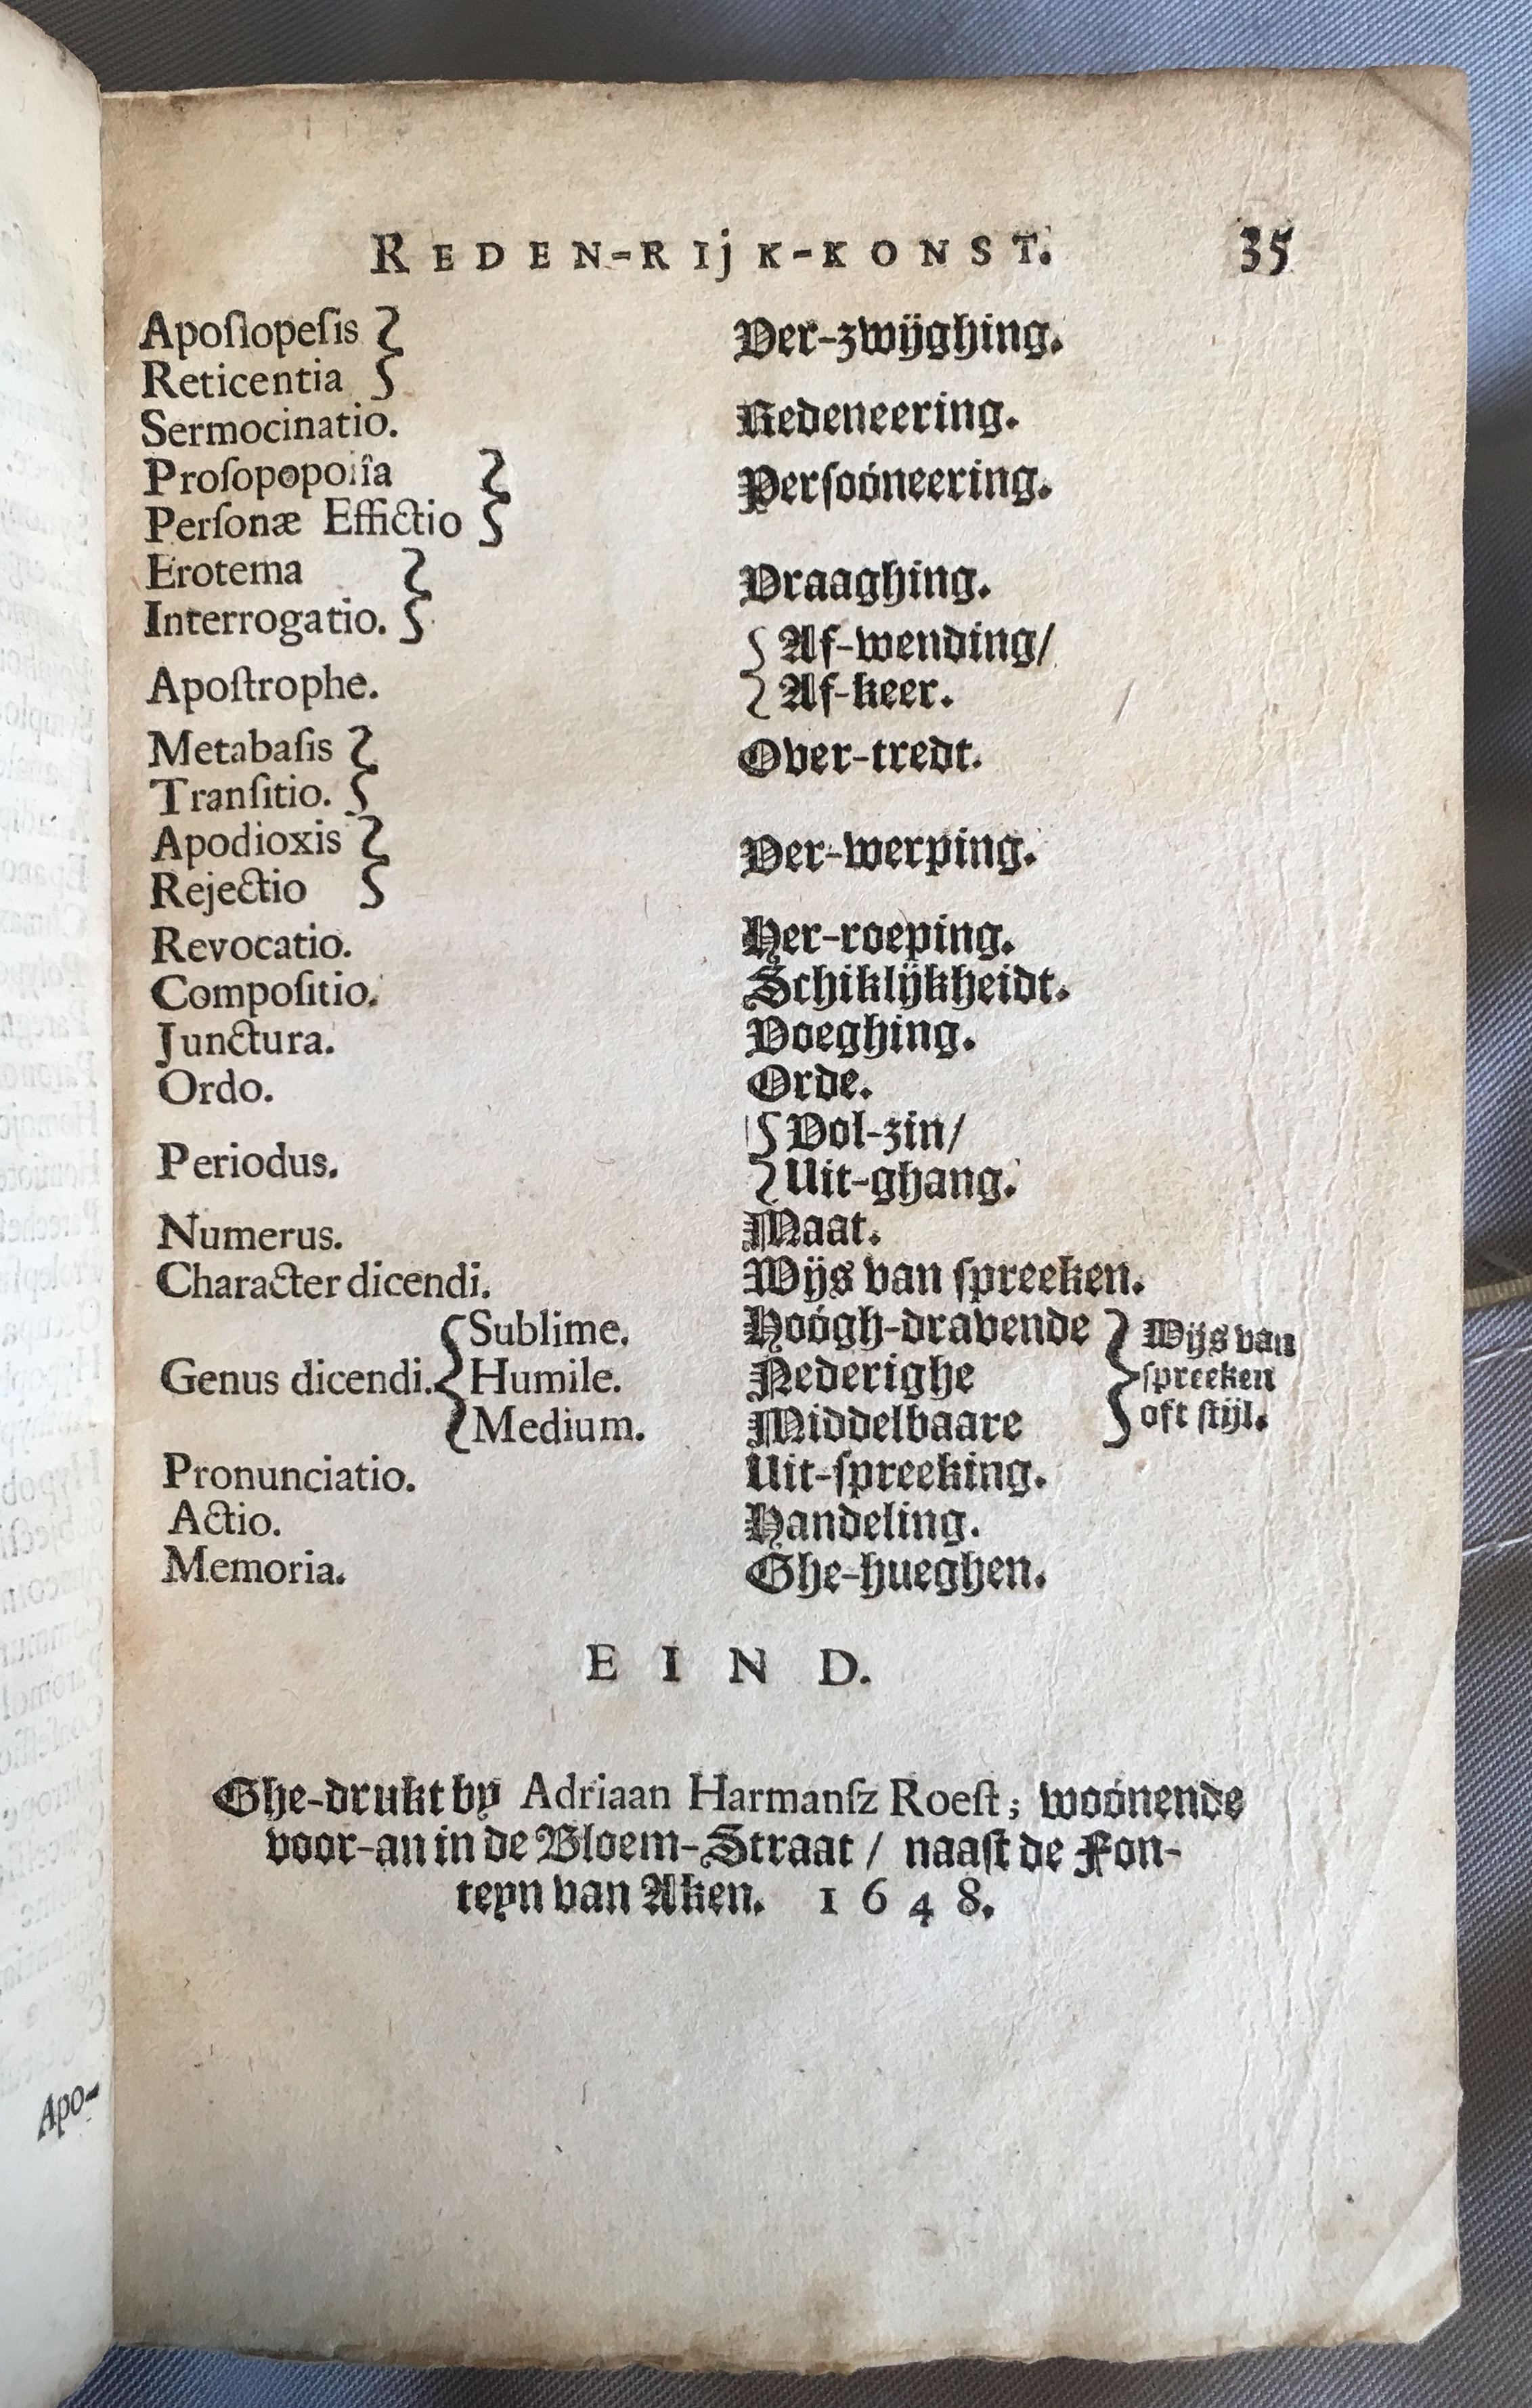 REDEN-RIjK-KONST. 35
Apoſiopeſis
Reticentia
Ver-zwijghing.
Sermocinatio. Redeneering.
Proſopopoiîa
Perſonæ Effictio
Perſoóneering.
Erotema
Interrogatio.
Vraaghing.
Apoſtrophe.
Af-wending/
Af-keer.
Metabaſis
Tranſitio.
Over-tredt.
Apodioxis
Rejectio
Ver-werping.
Revocatio. Her-roeping.
Compoſitio. Schiklijkheidt.
Junctura. Voeghing.
Ordo. Orde.
Periodus.
Vol-zin/
Uit-ghang.
Numerus. Maat.
Character dicendi. Wijs van ſpreeken.
Genus dicendi.
Sublime. Hoógh-dravende
Humile. Nederighe
Medium. Middelbaare
Wijs van
ſpreeken
oft ſtijl.
Pronunciatio. Uit-ſpreeking.
Actio. Handeling.
Memoria. Ghe-hueghen.
EIND.
Ghe-drukt by Adriaan Harmanſz Roeſt; woónende
voor-an in de Bloem-Straat / naaſt de Fon-
teyn van Aken. 1648.
Apo-